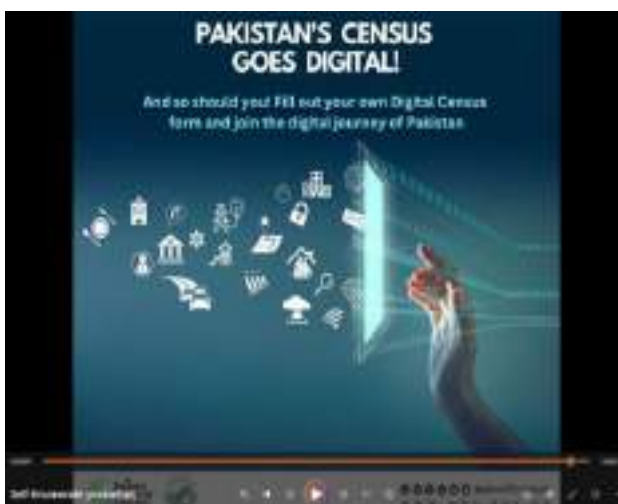 PAKISTAN'S CENSUS
GOES DIGITAL!
And so should you! Fill out your own Digital Census
form and join the digital journey of Pakistan